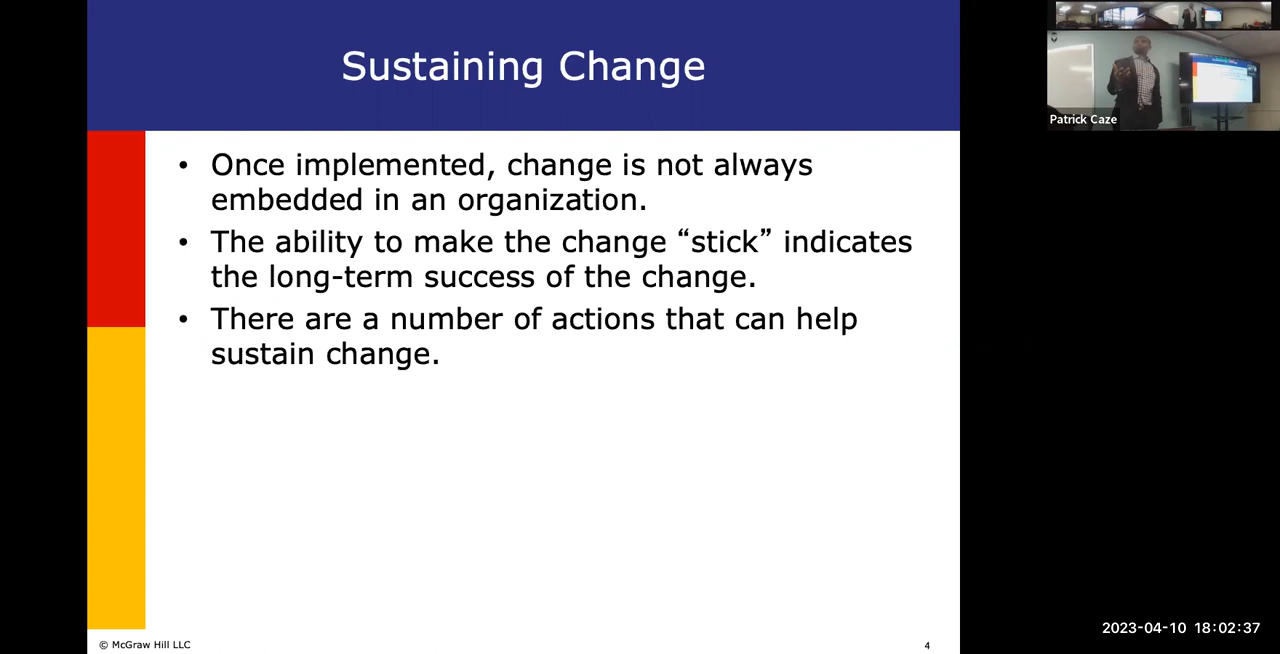 Sustaining Change
• Once implemented, change is not always
embedded in an organization.
• The ability to make the change “stick” indicates
the long-term success of the change.
• There are a number of actions that can help
sustain change.
© McGraw Hill LLC
4
Patrick Caze
2023-04-10 18:02:37